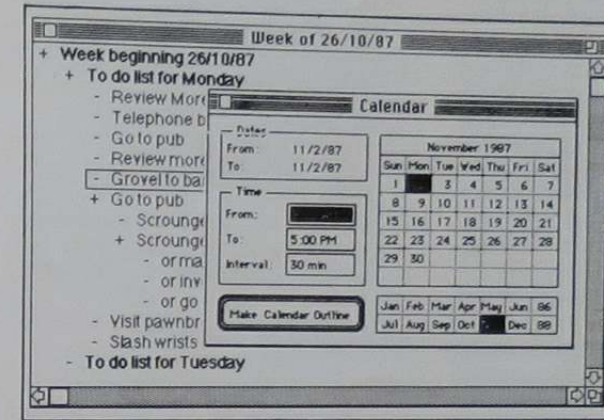 Week of 26/10/87
+ Week beginning 26/10/87
+ To do list for Monday
- Review More
- Telephone b
- Go to pub
- Review more
- Grovel to ba
+ Go to pub
- Scrounge
+ Scrounge
- or ma
- or inv
- or go
- Visit pawnbr
- Slash wrists
- To do list for Tuesday
Calendar
Dates
From: 11/2/87
To: 11/2/87
Time
From:
To: 5:00 PM
Interval: 30 min
Make Calendar Outline
November 1987
Sun Mon Tue Wed Thu Fri Sat
1 3 4 5 6 7
8 9 10 11 12 13 14
15 16 17 18 19 20 21
22 23 24 25 26 27 28
29 30
Jan Feb Mar Apr May Jun 86
Jul Aug Sep Oct Dec 88